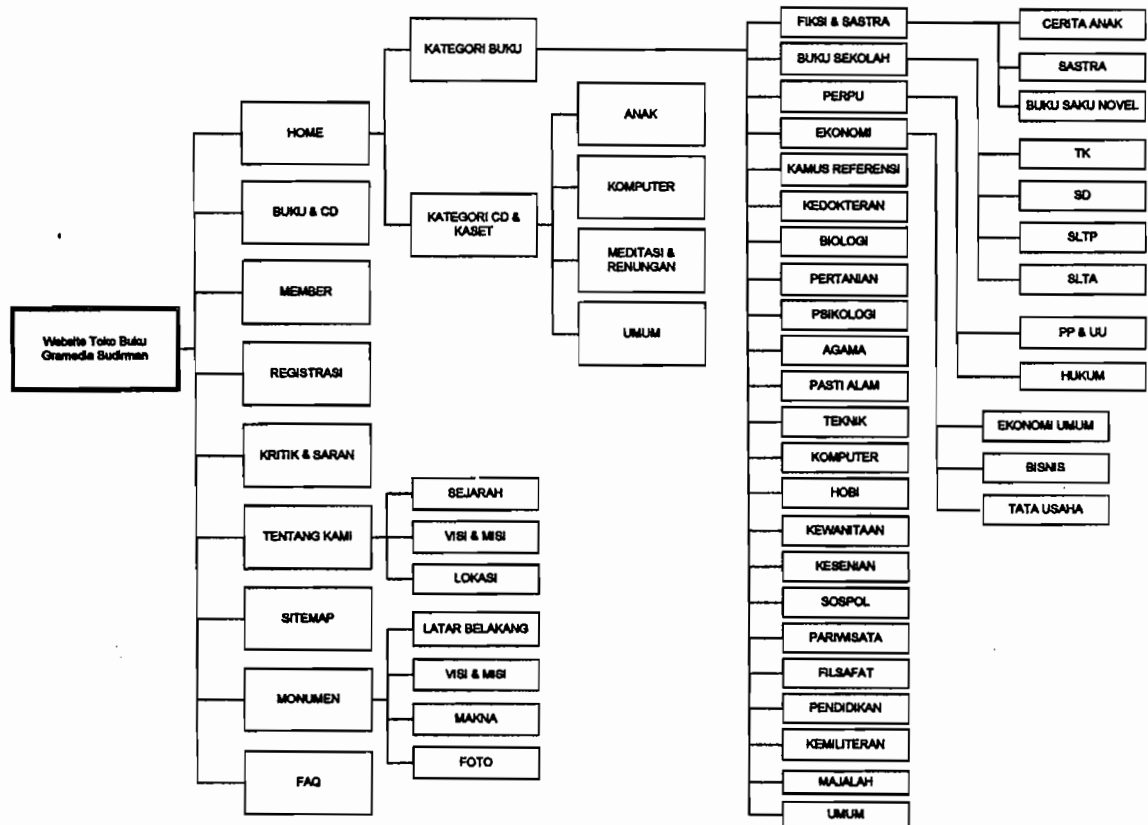 Website Toko Buku
Gramedia Sudirman
HOME
BUKU & CD
MEMBER
REGISTRASI
KRITIK & SARAN
TENTANG KAMI
SITEMAP
MONUMEN
FAQ
KATEGORI BUKU
KATEGORI CD &
KASET
SEJARAH
VISI & MISI
LOKASI
LATAR BELAKANG
VISI & MISI
MAKNA
FOTO
ANAK
KOMPUTER
MEDITASI &
RENUNGAN
UMUM
FIKSI & SASTRA
BUKU SEKOLAH
PERPU
EKONOMI
KAMUS REFERENSI
KEDOKTERAN
BIOLOGI
PERTANIAN
PSIKOLOGI
AGAMA
PASTI ALAM
TEKNIK
KOMPUTER
HOBI
KEWANITAAN
KESENIAN
SOSPOL
PARIWISATA
FILSAFAT
PENDIDIKAN
KEMILITERAN
MAJALAH
UMUM
CERITA ANAK
SASTRA
BUKU SAKU NOVEL
TK
SD
SLTP
SLTA
PP & UU
HUKUM
EKONOMI UMUM
BISNIS
TATA USAHA